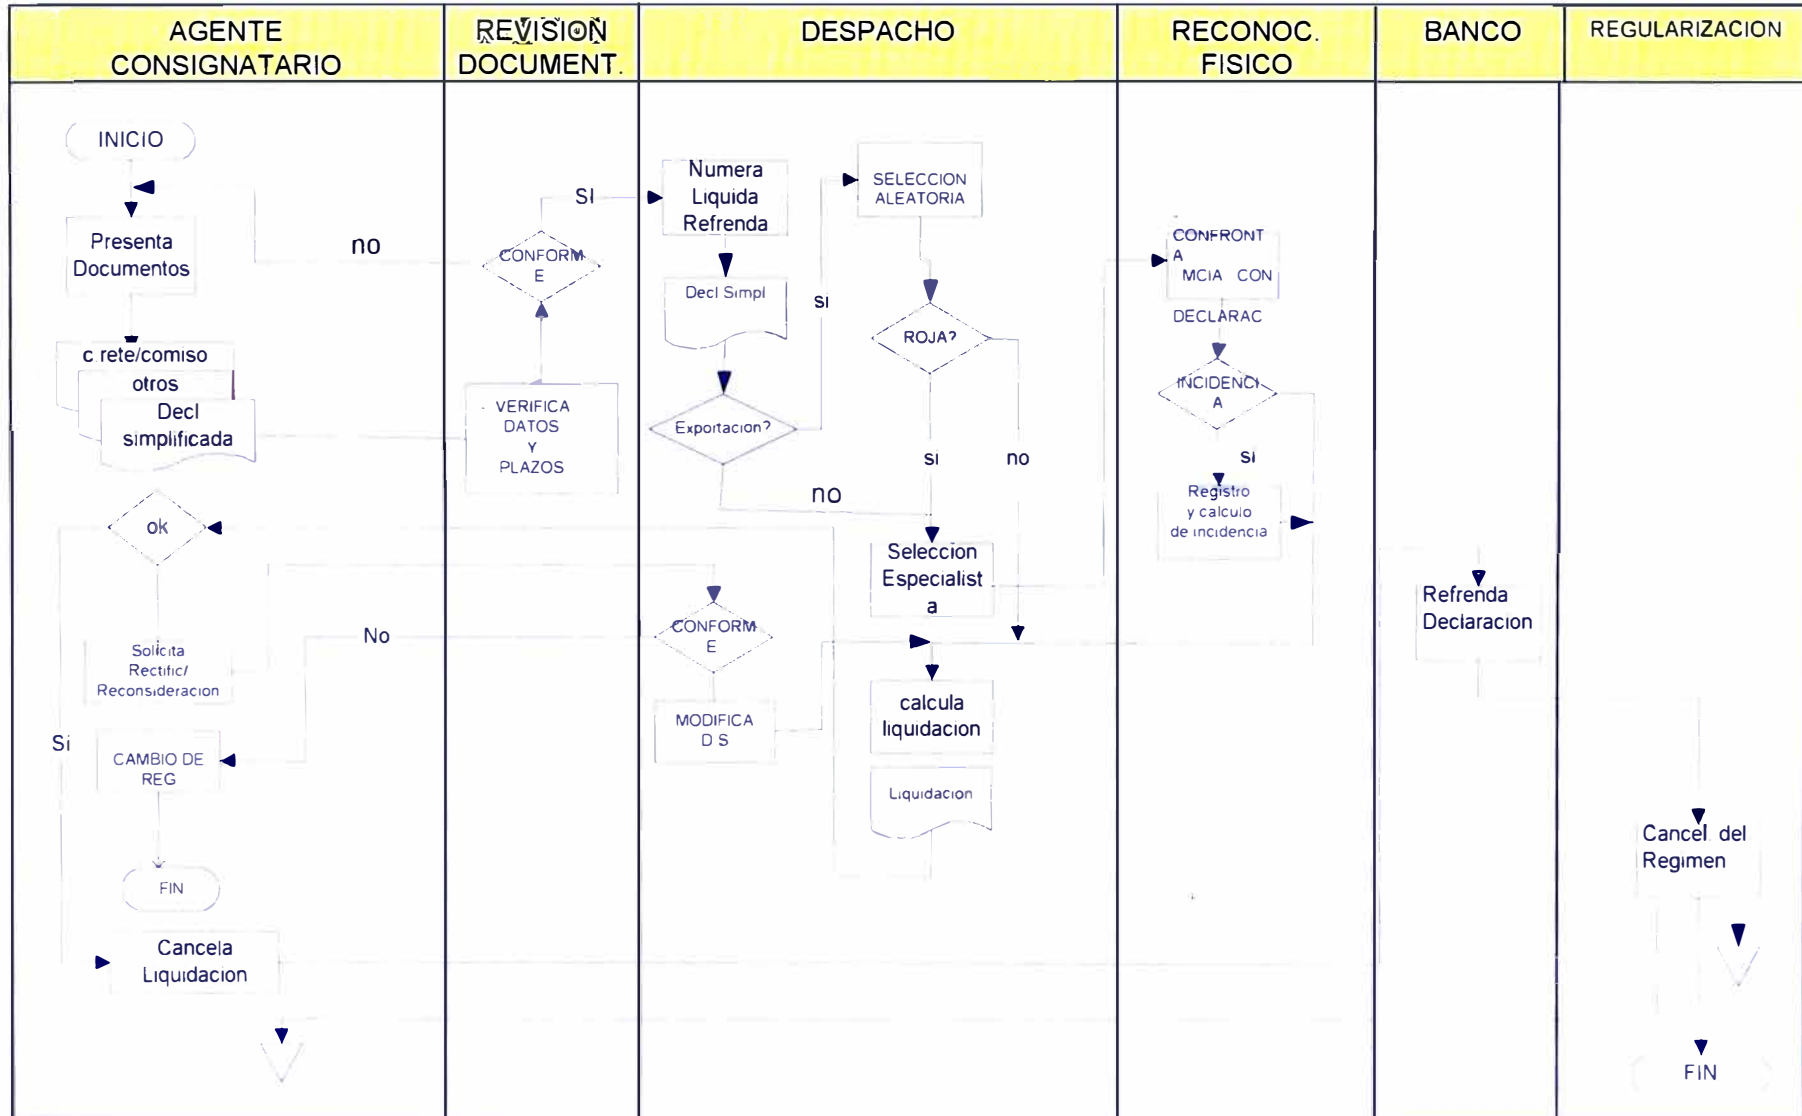 AGENTE
CONSIGNATARIO
REVISION
DOCUMENT.
DESPACHO
RECONOC.
FISICO
BANCO
REGULARIZACION
INICIO
Presenta
Documentos
no
c rete/comiso
otros
Decl
simplificada
ok
Solicita
Rectific/
Reconsideracion
Si
CAMBIO DE
REG
FIN
Cancela
Liquidacion
No
CONFORM
E
SI
VERIFICA
DATOS
Y
PLAZOS
Numera
Liquida
Refrenda
Decl Simpl
Exportacion?
si
no
SELECCION
ALEATORIA
ROJA?
si
no
Seleccion
Especialist
a
CONFORM
E
MODIFICA
D S
calcula
liquidacion
Liquidacion
CONFRONT
A
MCIA CON
DECLARAC
INCIDENCI
A
si
Registro
y calculo
de incidencia
Refrenda
Declaracion
Cancel. del
Regimen
FIN